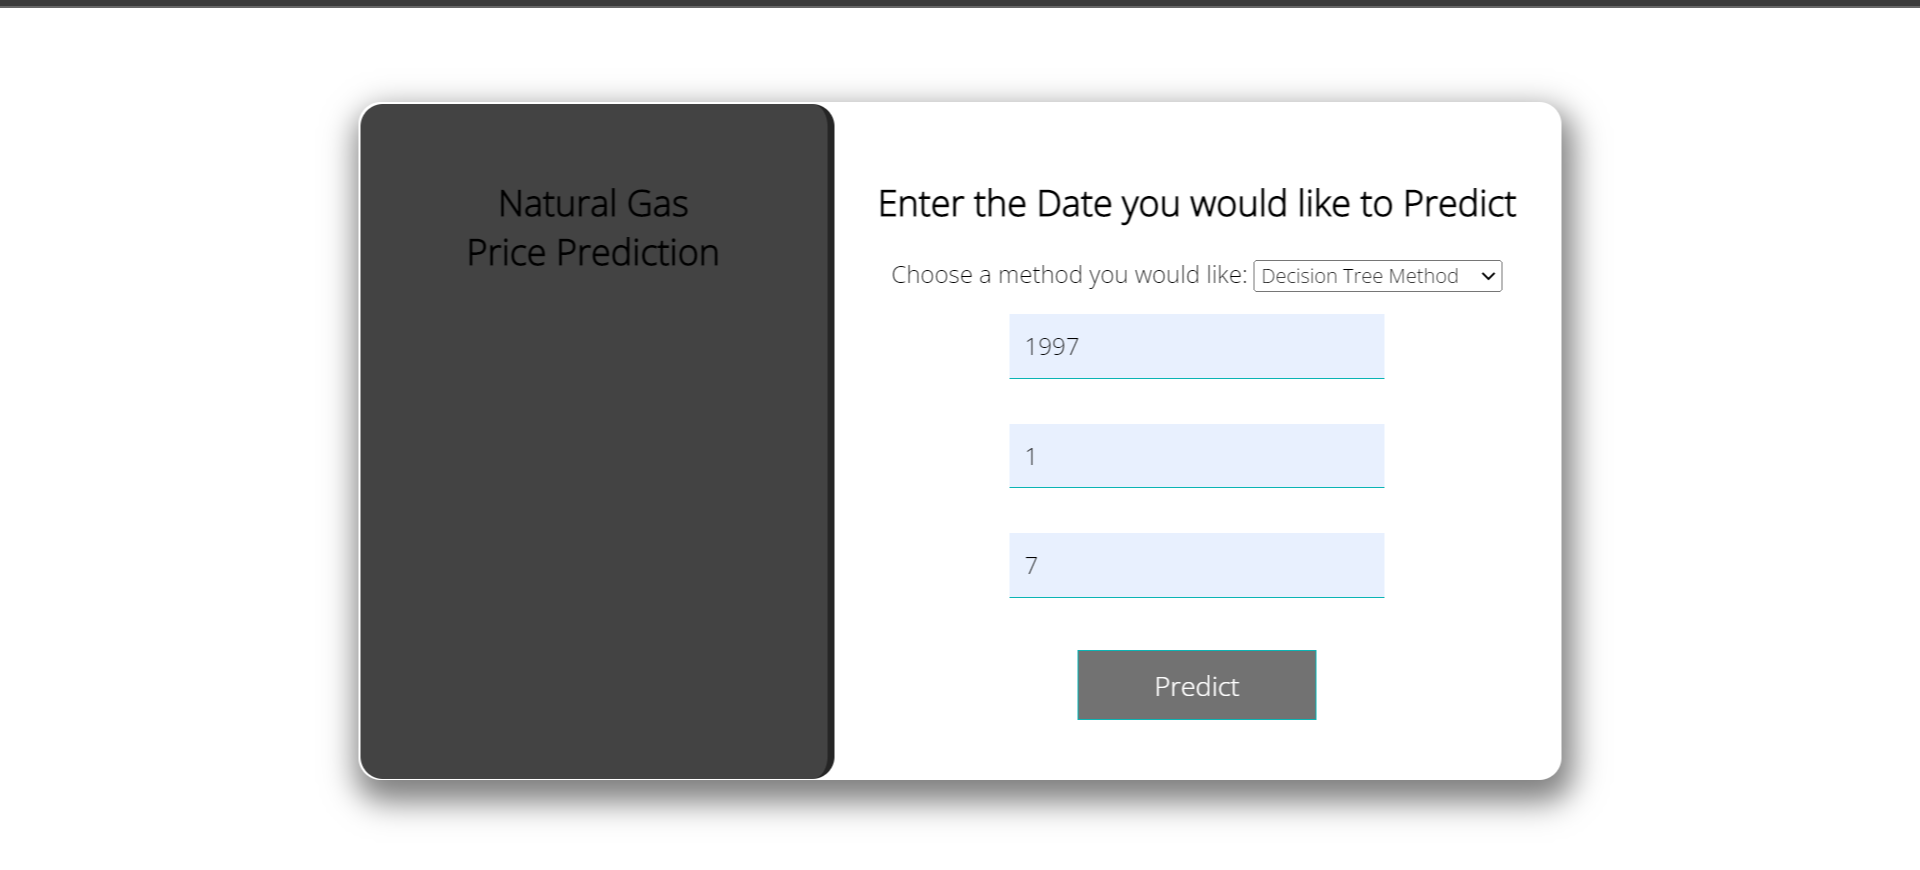 Natural Gas
Price Prediction
Enter the Date you would like to Predict
Choose a method you would like: Decision Tree Method
1997
1
7
Predict